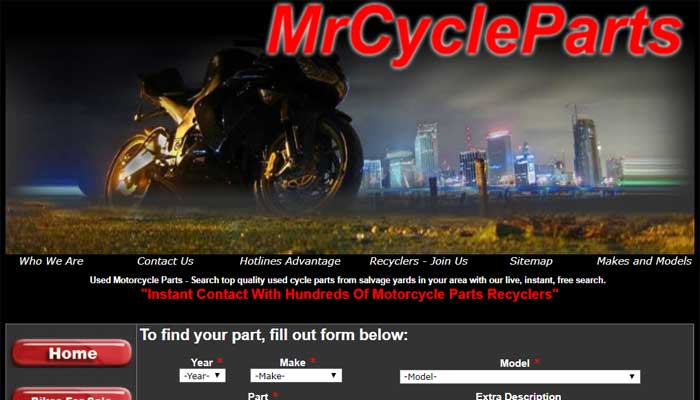 MrCycleParts
Who We Are Contact Us Hotlines Advantage Recyclers - Join Us Sitemap Makes and Models
Used Motorcycle Parts - Search top quality used cycle parts from salvage yards in your area with our live, instant, free search.
"Instant Contact With Hundreds Of Motorcycle Parts Recyclers"
Home
To find your part, fill out form below:
Year * Make * Model *
-Year- -Make- -Model-
Bikes For Sale
Part * Extra Description